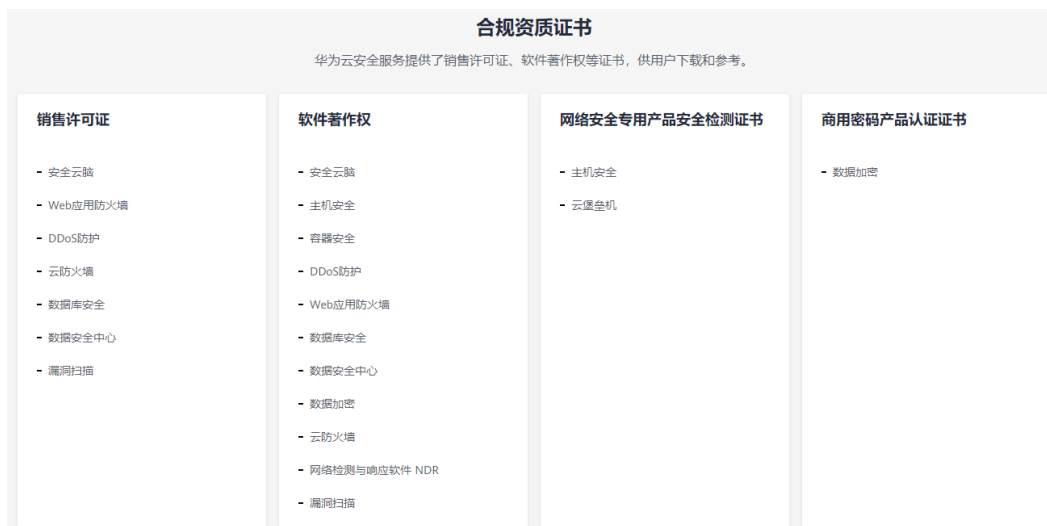 合规资质证书
华为云安全服务提供了销售许可证、软件著作权等证书，供用户下载和参考。
销售许可证
- 安全云脑
- Web应用防火墙
- DDoS防护
- 云防火墙
- 数据库安全
- 数据安全中心
- 漏洞扫描
软件著作权
- 安全云脑
- 主机安全
- 容器安全
- DDoS防护
- Web应用防火墙
- 数据库安全
- 数据安全中心
- 数据加密
- 云防火墙
- 网络检测与响应软件 NDR
- 漏洞扫描
网络安全专用产品安全检测证书
- 主机安全
- 云堡垒机
商用密码产品认证证书
- 数据加密